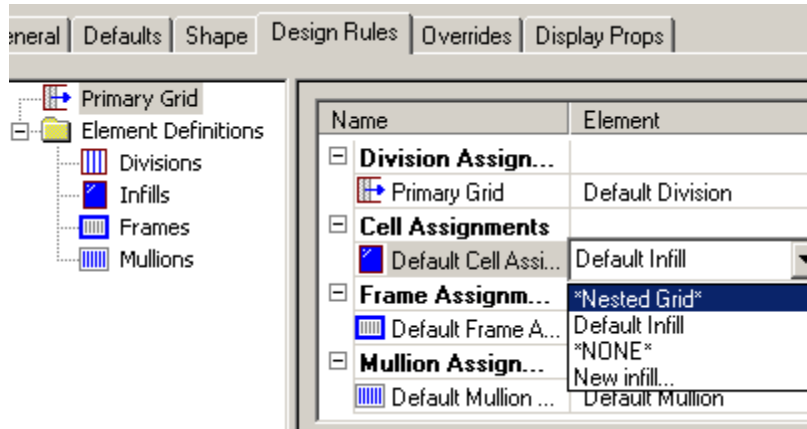 eneral Defaults Shape Design Rules Overrides Display Props
Primary Grid
Element Definitions
Divisions
Infills
Frames
Mullions
Name Element
Division Assign...
Primary Grid Default Division
Cell Assignments
Default Cell Assi... Default Infill
*Nested Grid*
Default Infill
*NONE*
New infill...
Frame Assignm...
Default Frame A...
Mullion Assign...
Default Mullion ... Default Mullion